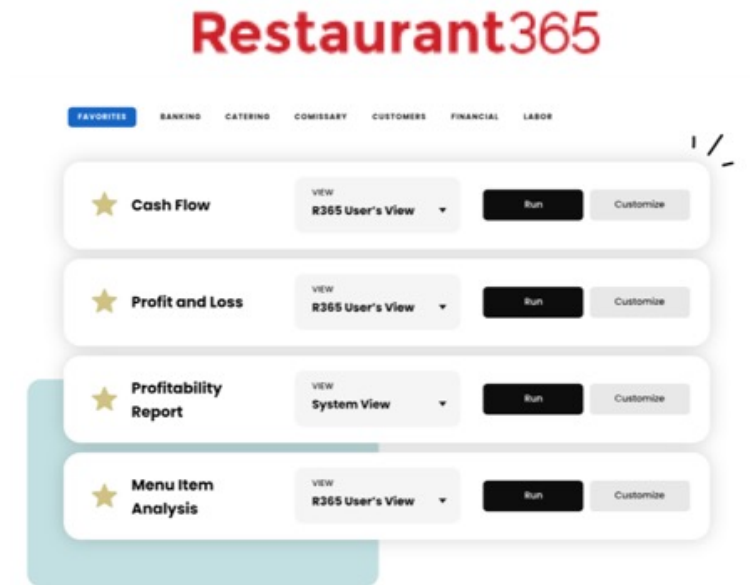 Restaurant365
FAVORITES BANKING CATERING COMISSARY CUSTOMERS FINANCIAL LABOR
Cash Flow
VIEW
R365 User's View
Run
Customize
Profit and Loss
VIEW
R365 User's View
Run
Customize
Profitability
Report
VIEW
System View
Run
Customize
Menu Item
Analysis
VIEW
R365 User's View
Run
Customize